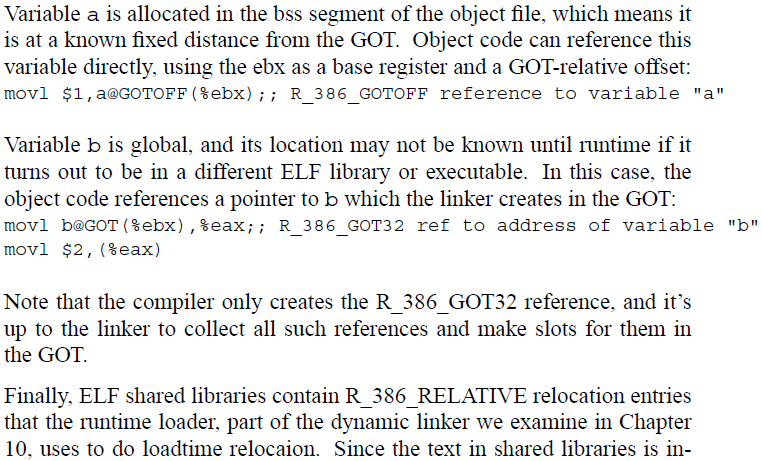 Variable a is allocated in the bss segment of the object file, which means it
is at a known fixed distance from the GOT. Object code can reference this
variable directly, using the ebx as a base register and a GOT-relative offset:
movl $1,a@GOTOFF(%ebx);; R_386_GOTOFF reference to variable "a"
Variable b is global, and its location may not be known until runtime if it
turns out to be in a different ELF library or executable. In this case, the
object code references a pointer to b which the linker creates in the GOT:
movl b@GOT(%ebx),%eax;; R_386_GOT32 ref to address of variable "b"
movl $2,(%eax)
Note that the compiler only creates the R_386_GOT32 reference, and it’s
up to the linker to collect all such references and make slots for them in
the GOT.
Finally, ELF shared libraries contain R_386_RELATIVE relocation entries
that the runtime loader, part of the dynamic linker we examine in Chapter
10, uses to do loadtime relocaion. Since the text in shared libraries is in-